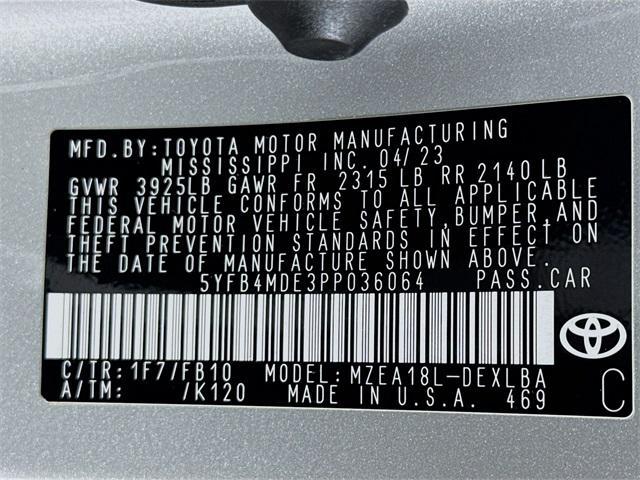 MFD.BY:TOYOTA MOTOR MANUFACTURING
MISSISSIPPI INC. 04/23
GVWR 3925LB GAWR FR 2315 LB RR 2140 LB
THIS VEHICLE CONFORMS TO ALL APPLICABLE
FEDERAL MOTOR VEHICLE SAFETY,BUMPER,AND
THEFT PREVENTION STANDARDS IN EFFECT ON
THE DATE OF MANUFACTURE SHOWN ABOVE.
5YFB4MDE3PP036064 PASS.CAR
C/TR:1F7/FB10 MODEL:MZEA18L-DEXLBA
A/TM: /K120 MADE IN U.S.A. 469 C